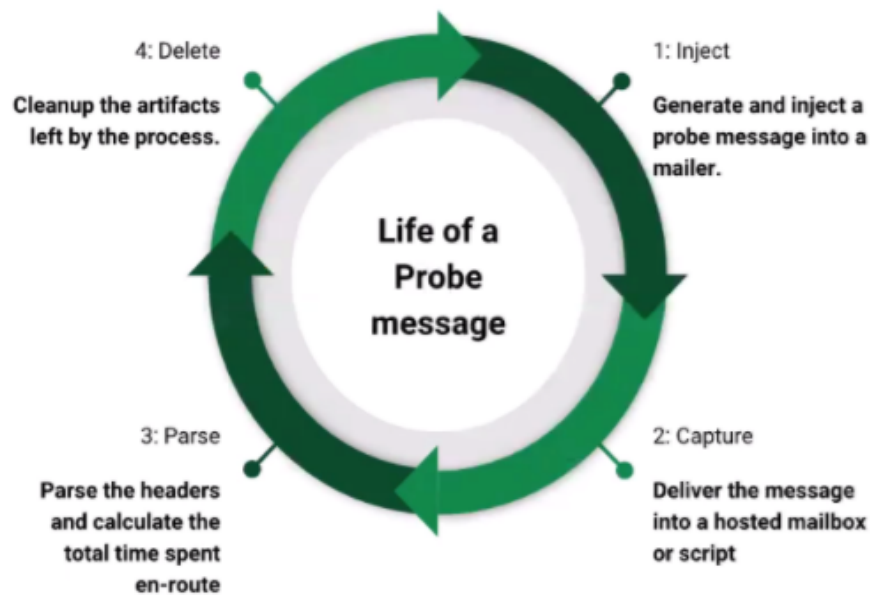 4: Delete
Cleanup the artifacts
left by the process.
1: Inject
Generate and inject a
probe message into a
mailer.
Life of a
Probe
message
3: Parse
Parse the headers
and calculate the
total time spent
en-route
2: Capture
Deliver the message
into a hosted mailbox
or script